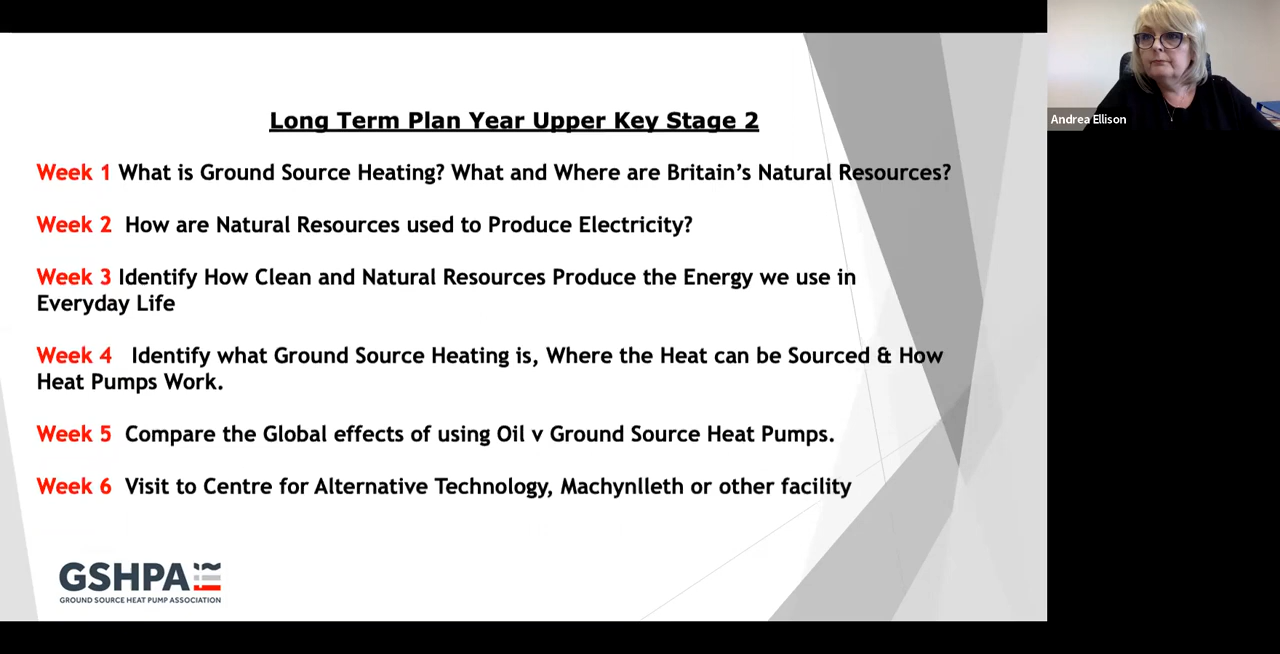 Long Term Plan Year Upper Key Stage 2
Week 1 What is Ground Source Heating? What and Where are Britain’s Natural Resources?
Week 2 How are Natural Resources used to Produce Electricity?
Week 3 Identify How Clean and Natural Resources Produce the Energy we use in
Everyday Life
Week 4 Identify what Ground Source Heating is, Where the Heat can be Sourced & How
Heat Pumps Work.
Week 5 Compare the Global effects of using Oil v Ground Source Heat Pumps.
Week 6 Visit to Centre for Alternative Technology, Machynlleth or other facility
GSHPA
GROUND SOURCE HEAT PUMP ASSOCIATION
Andrea Ellison